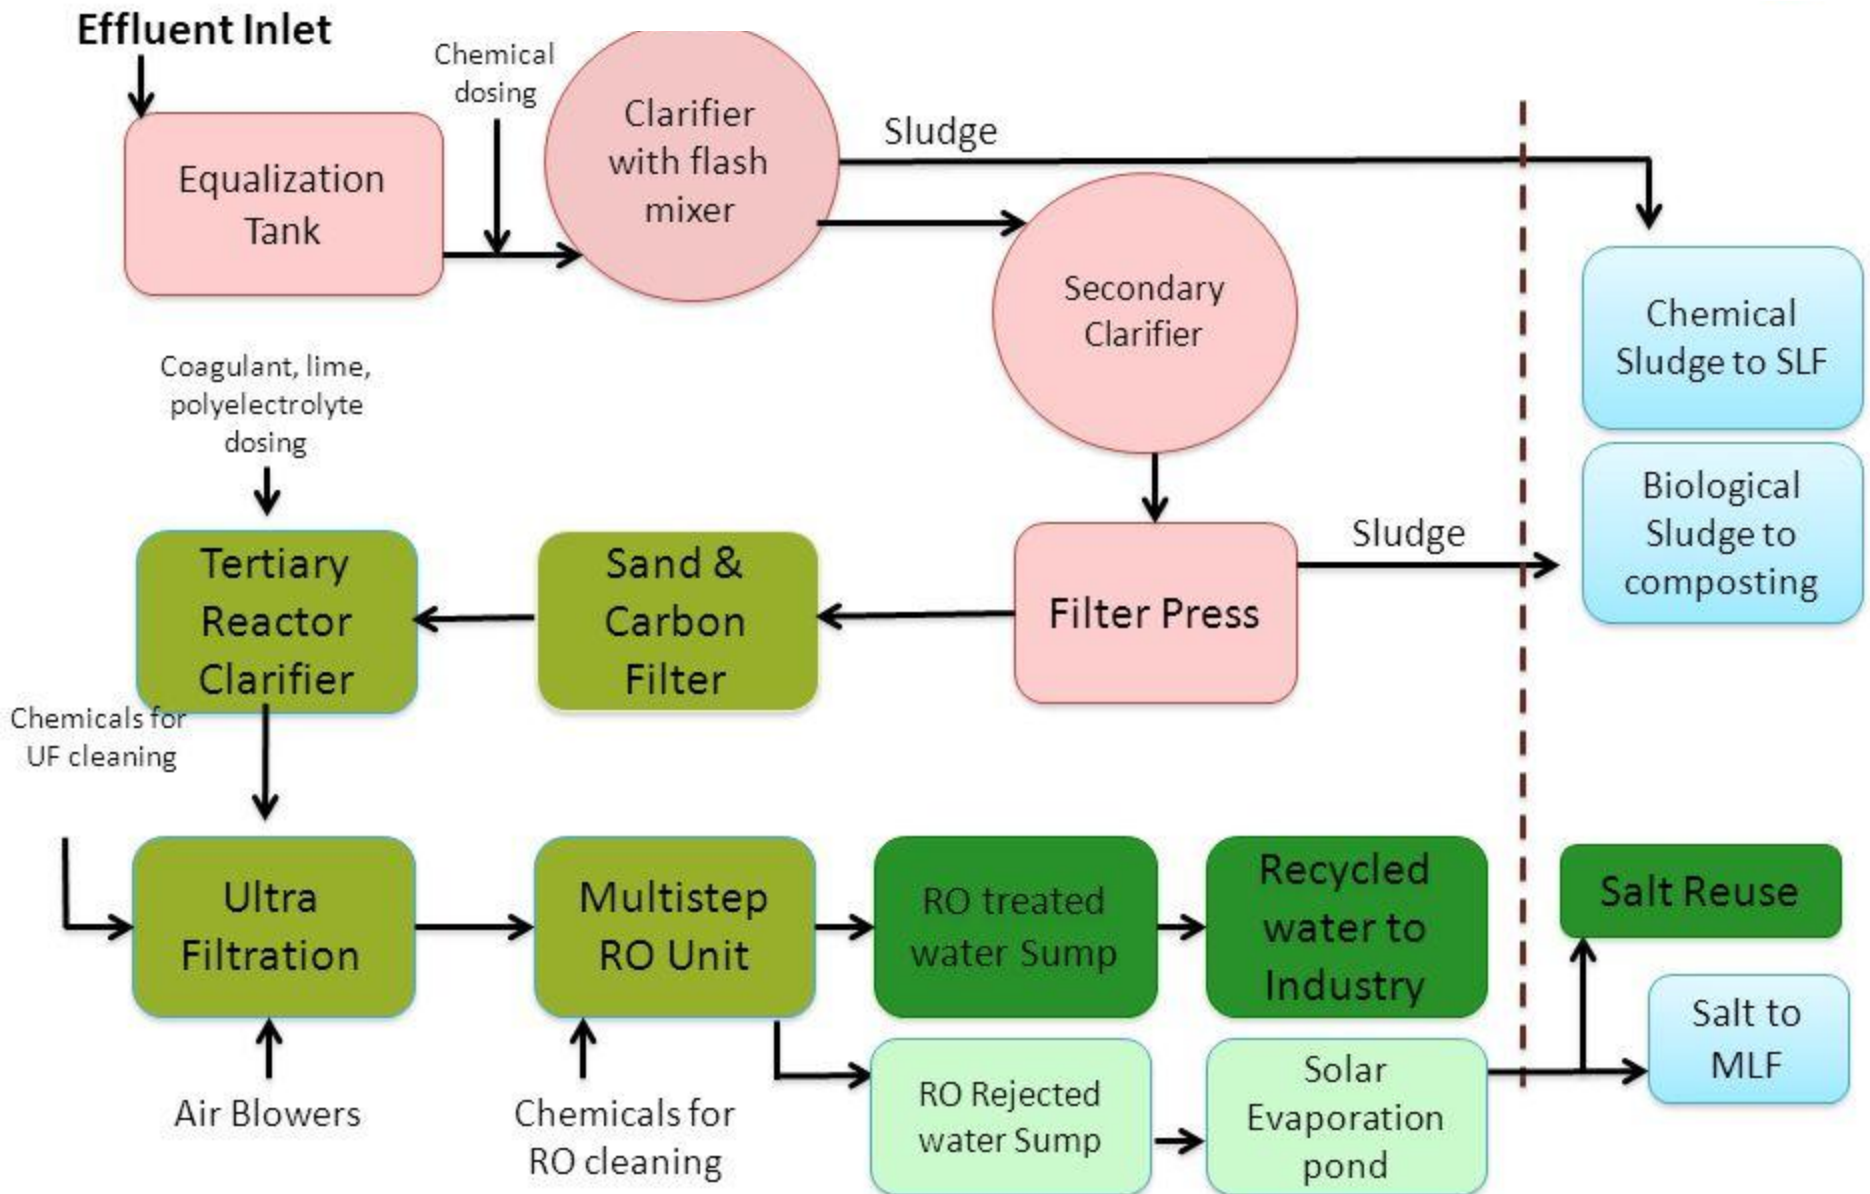 Effluent Inlet
Chemical
dosing
Equalization
Tank
Clarifier
with flash
mixer
Sludge
Secondary
Clarifier
Chemical
Sludge to SLF
Coagulant, lime,
polyelectrolyte
dosing
Biological
Sludge to
composting
Tertiary
Reactor
Clarifier
Sand &
Carbon
Filter
Filter Press
Sludge
Chemicals for
UF cleaning
Ultra
Filtration
Multistep
RO Unit
RO treated
water Sump
Recycled
water to
Industry
Salt Reuse
Salt to
MLF
Air Blowers
Chemicals for
RO cleaning
RO Rejected
water Sump
Solar
Evaporation
pond